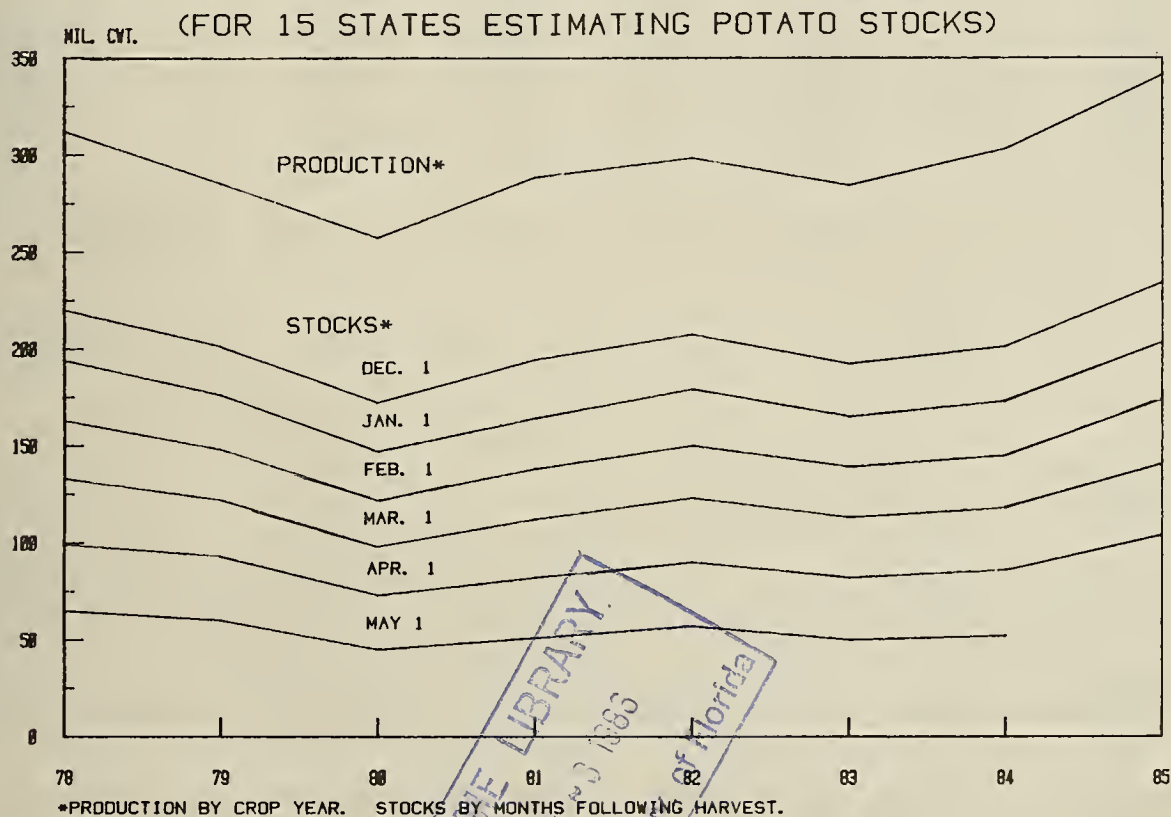 (FOR 15 STATES ESTIMATING POTATO STOCKS)
MIL. CWT.
350
300
PRODUCTION*
250
STOCKS*
200
DEC. 1
JAN. 1
150
FEB. 1
MAR. 1
100
APR. 1
MAY 1
50
0
78 79 80 81 82 83 84 85
*PRODUCTION BY CROP YEAR. STOCKS BY MONTHS FOLLOWING HARVEST.
LIBRARY
1986
of Florida